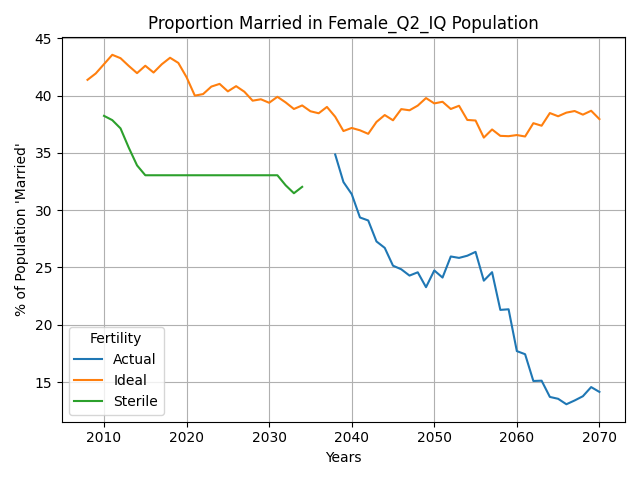 Proportion Married in Female_Q2_IQ Population
% of Population 'Married'
45
40
35
30
25
20
15
Fertility
Actual
Ideal
Sterile
2010 2020 2030 2040 2050 2060 2070
Years